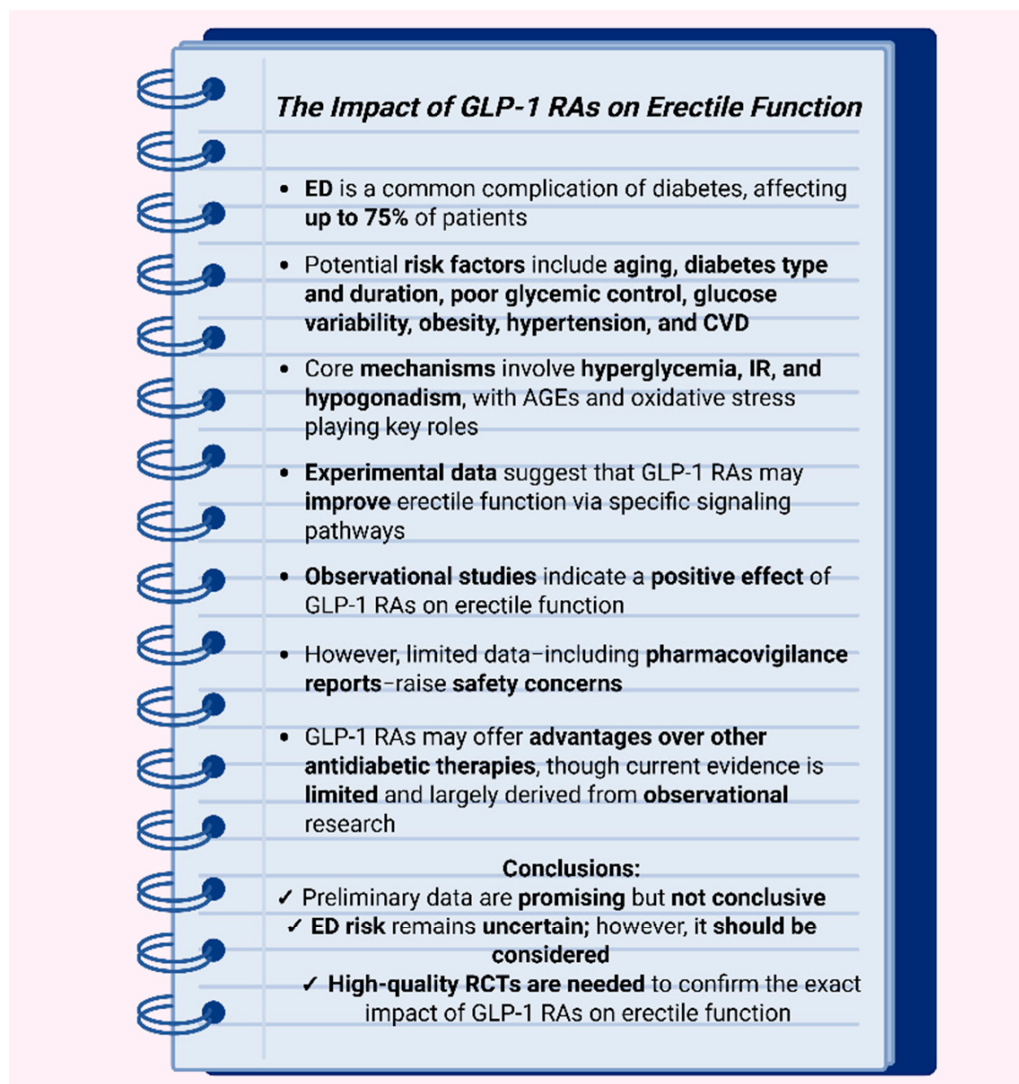 The Impact of GLP-1 RAs on Erectile Function
• ED is a common complication of diabetes, affecting
up to 75% of patients
• Potential risk factors include aging, diabetes type
and duration, poor glycemic control, glucose
variability, obesity, hypertension, and CVD
• Core mechanisms involve hyperglycemia, IR, and
hypogonadism, with AGEs and oxidative stress
playing key roles
• Experimental data suggest that GLP-1 RAs may
improve erectile function via specific signaling
pathways
• Observational studies indicate a positive effect of
GLP-1 RAs on erectile function
• However, limited data–including pharmacovigilance
reports–raise safety concerns
• GLP-1 RAs may offer advantages over other
antidiabetic therapies, though current evidence is
limited and largely derived from observational
research
Conclusions:
✓ Preliminary data are promising but not conclusive
✓ ED risk remains uncertain; however, it should be
considered
✓ High-quality RCTs are needed to confirm the exact
impact of GLP-1 RAs on erectile function